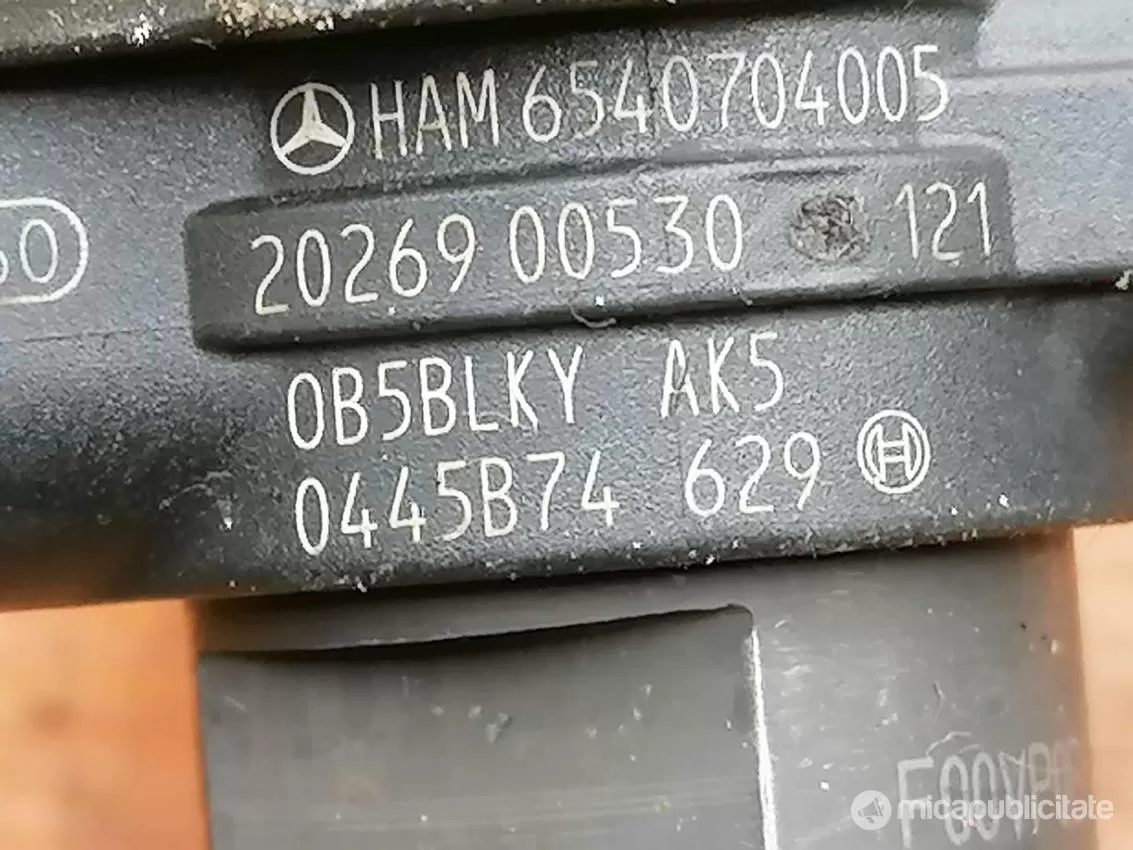 HAM 6540704005
20269 00530 121
0B5BLKY AK5
0445B74 629
micapublicitate